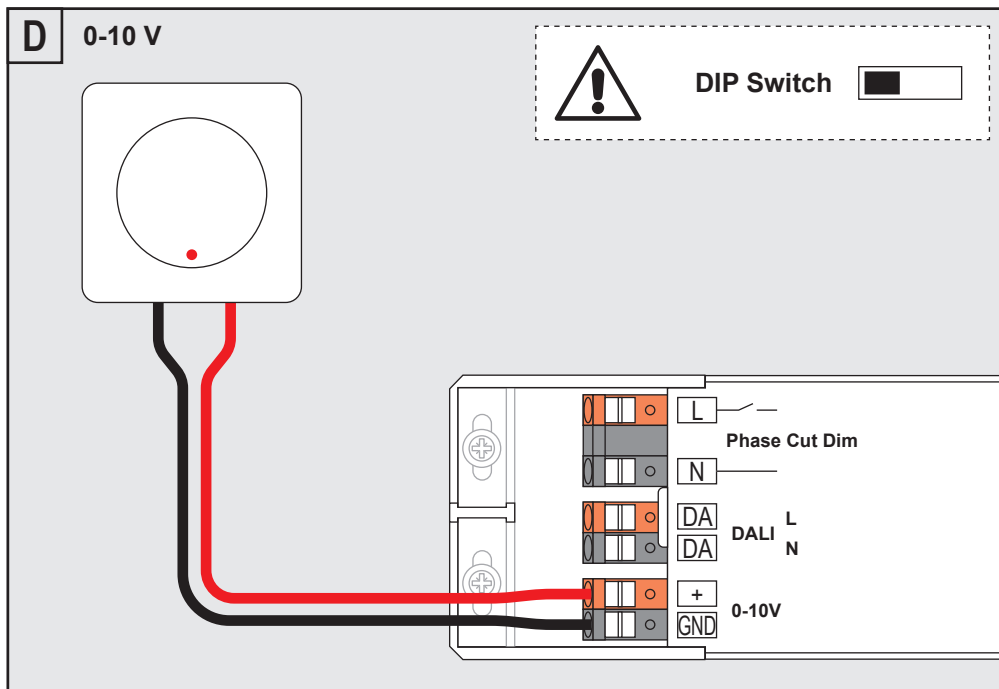 D 0-10 V
DIP Switch
L
Phase Cut Dim
N
DA L
DALI
DA N
+
0-10V
GND